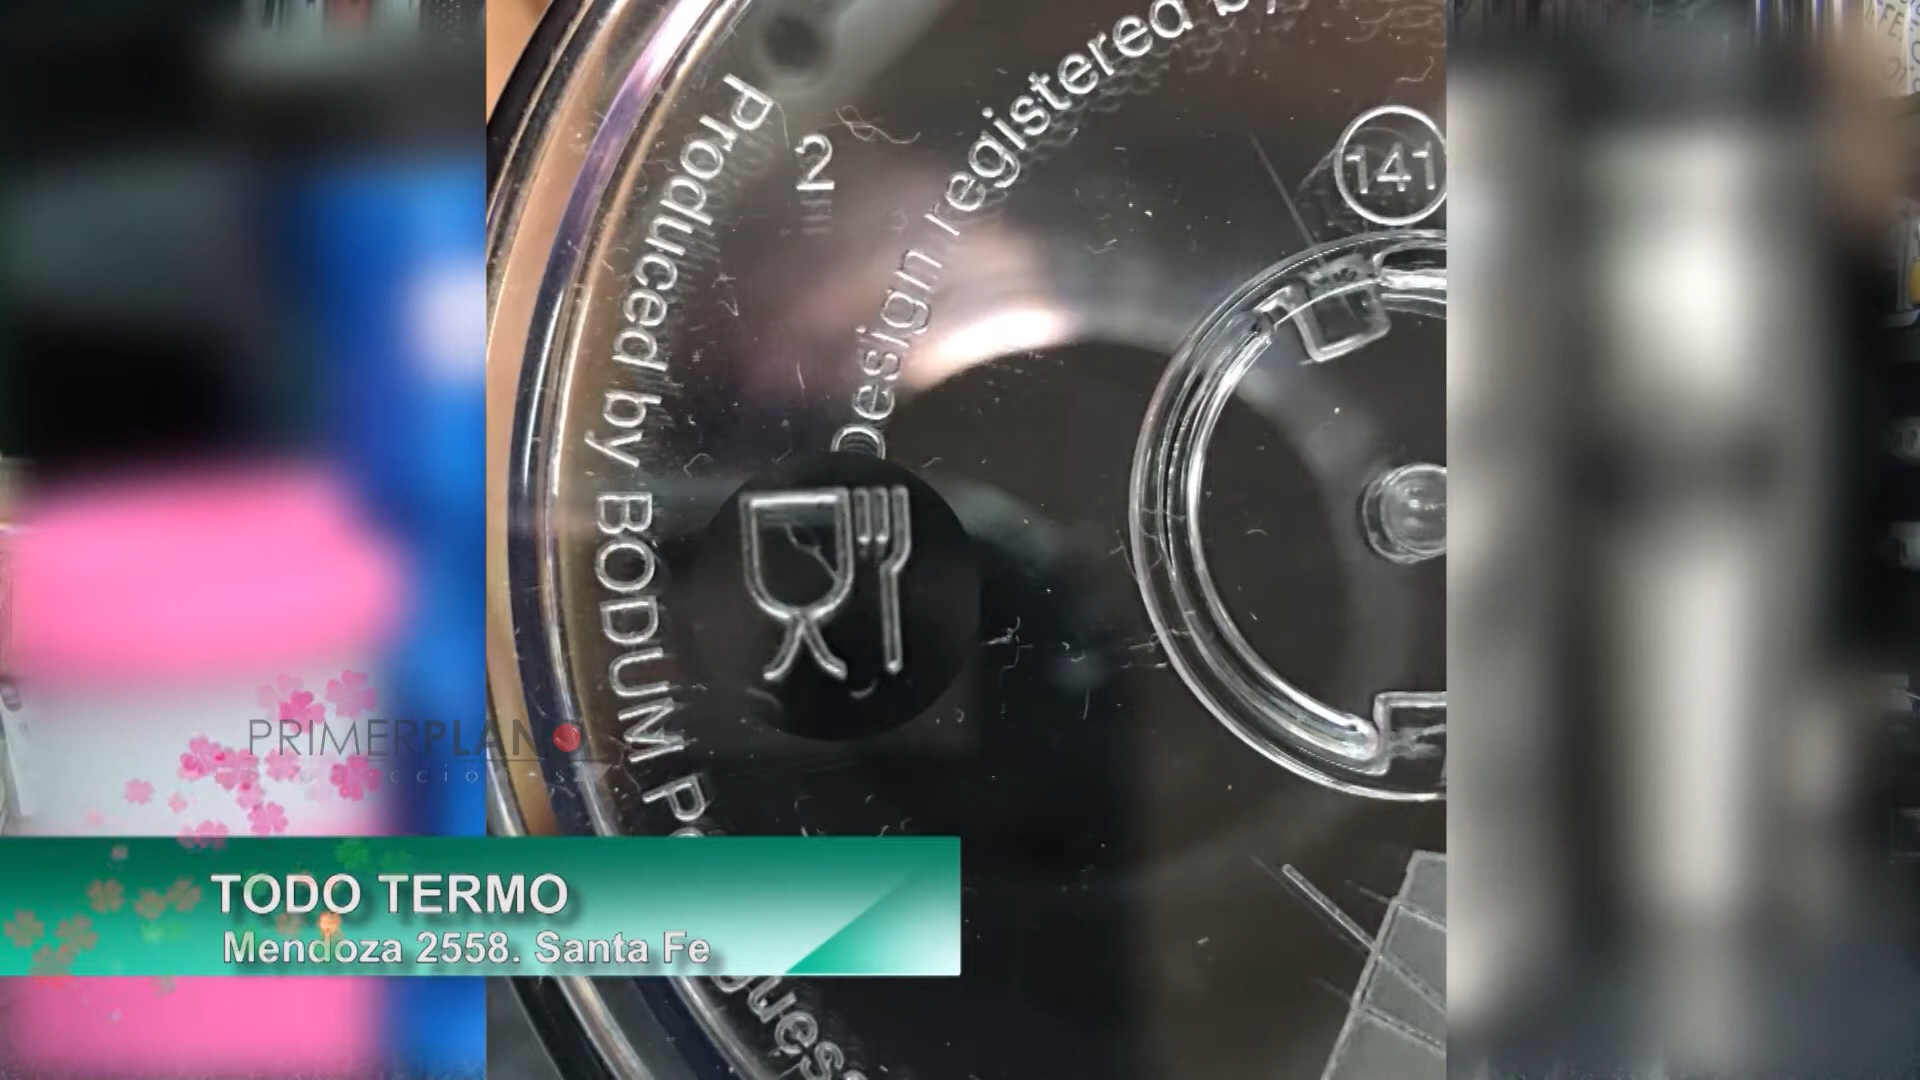 Produced by BODUM
2
Design registered by
141
PRIMERPLANO
TODO TERMO
Mendoza 2558. Santa Fe